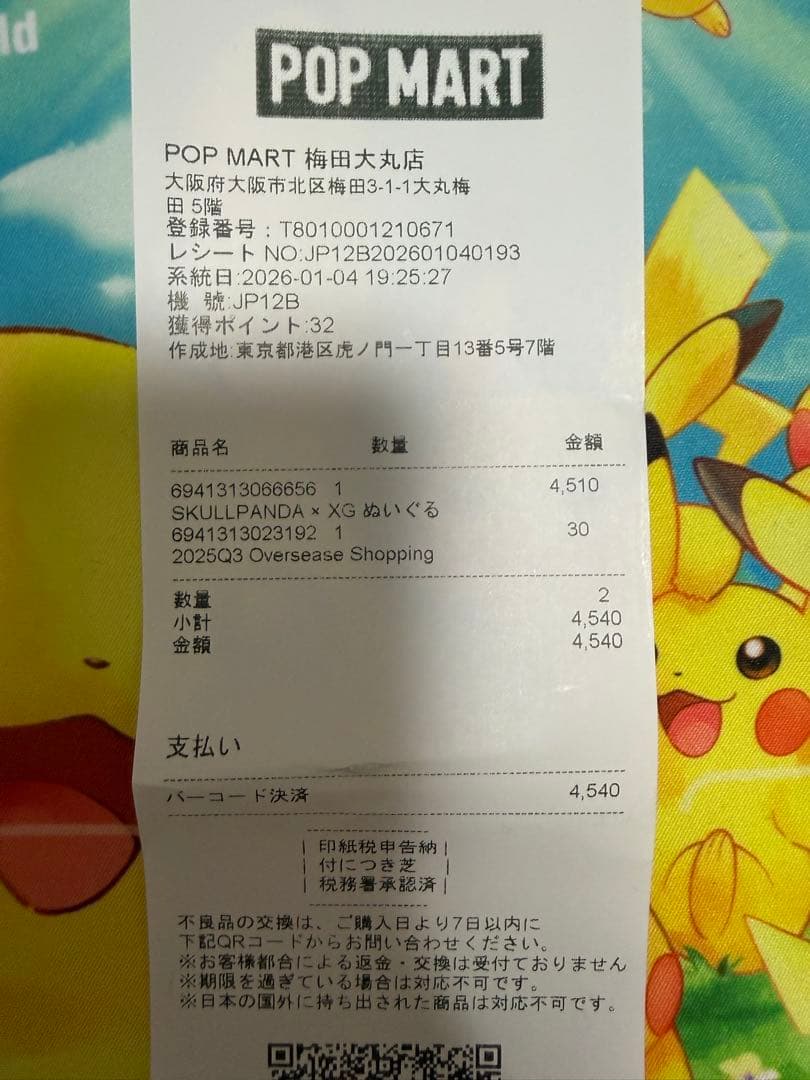 ld
POP MART
POP MART 梅田大丸店
大阪府大阪市北区梅田3-1-1大丸梅
田 5階
登録番号：T8010001210671
レシート NO:JP12B202601040193
系統日:2026-01-04 19:25:27
機 號:JP12B
獲得ポイント:32
作成地:東京都港区虎ノ門一丁目13番5号7階
商品名 数量 金額
6941313066656 1 4,510
SKULLPANDA × XG ぬいぐる
6941313023192 1 30
2025Q3 Oversease Shopping
数量 2
小計 4,540
金額 4,540
支払い
バーコード決済 4,540
印紙税申告納
付につき芝
税務署承認済
不良品の交換は、ご購入日より7日以内に
下記QRコードからお問い合わせください。
※お客様都合による返金・交換は受付ておりません
※期限を過ぎている場合は対応不可です。
※日本の国外に持ち出された商品は対応不可です。